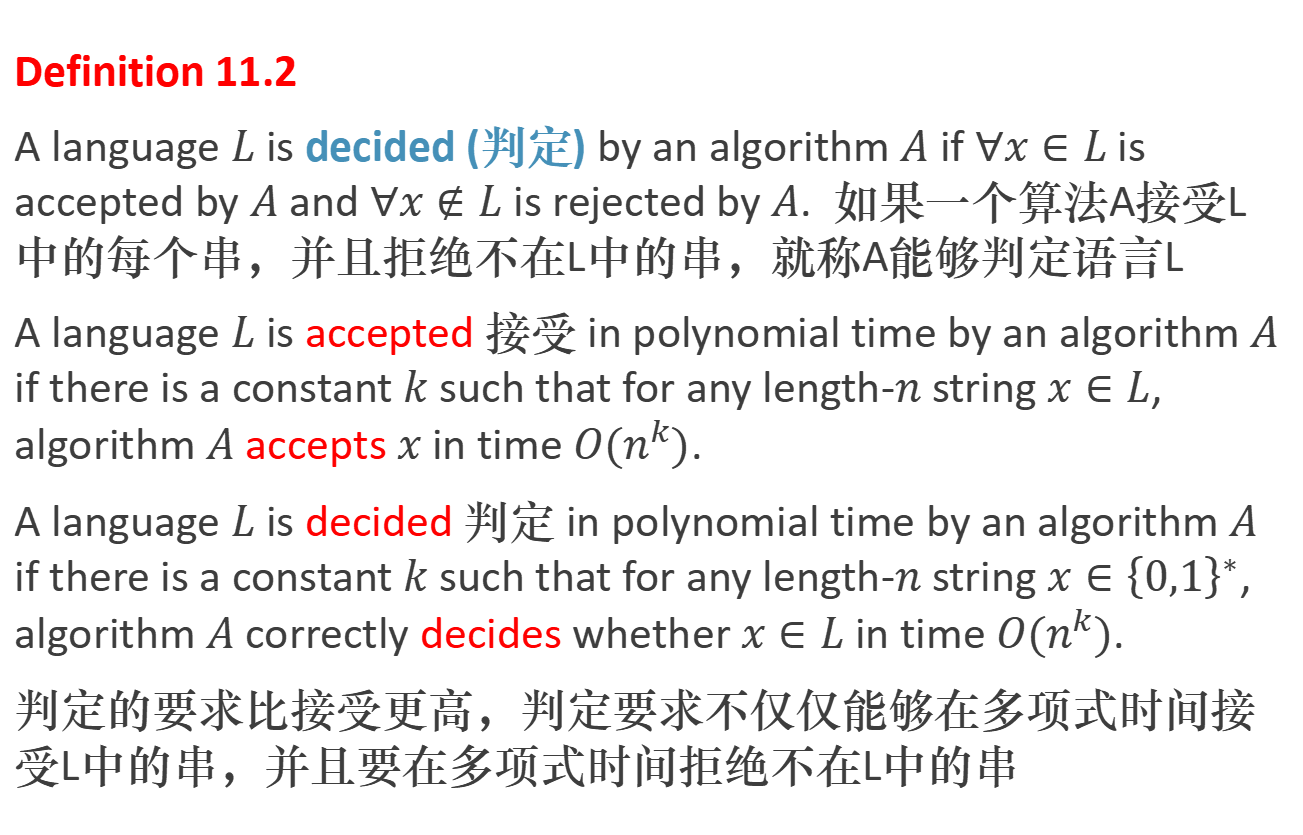 Definition 11.2
A language 𝐿 is decided (判定) by an algorithm 𝐴 if ∀𝑥 ∈ 𝐿 is
accepted by 𝐴 and ∀𝑥 ∉ 𝐿 is rejected by 𝐴. 如果一个算法A接受L
中的每个串，并且拒绝不在L中的串，就称A能够判定语言L
A language 𝐿 is accepted 接受 in polynomial time by an algorithm 𝐴
if there is a constant 𝑘 such that for any length-𝑛 string 𝑥 ∈ 𝐿,
algorithm 𝐴 accepts 𝑥 in time 𝑂(𝑛^𝑘).
A language 𝐿 is decided 判定 in polynomial time by an algorithm 𝐴
if there is a constant 𝑘 such that for any length-𝑛 string 𝑥 ∈ {0,1}*,
algorithm 𝐴 correctly decides whether 𝑥 ∈ 𝐿 in time 𝑂(𝑛^𝑘).
判定的要求比接受更高，判定要求不仅仅能够在多项式时间接
受L中的串，并且要在多项式时间拒绝不在L中的串